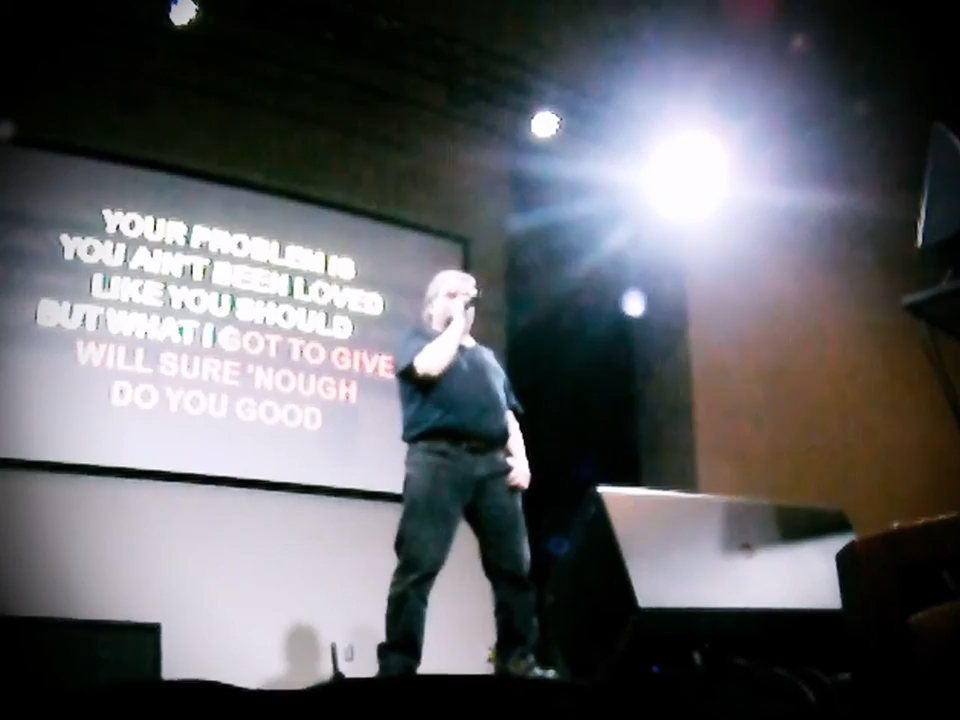 YOUR PROBLEM IS
YOU AIN'T BEEN LOVED
LIKE YOU SHOULD
BUT WHAT I GOT TO GIVE
WILL SURE 'NOUGH
DO YOU GOOD